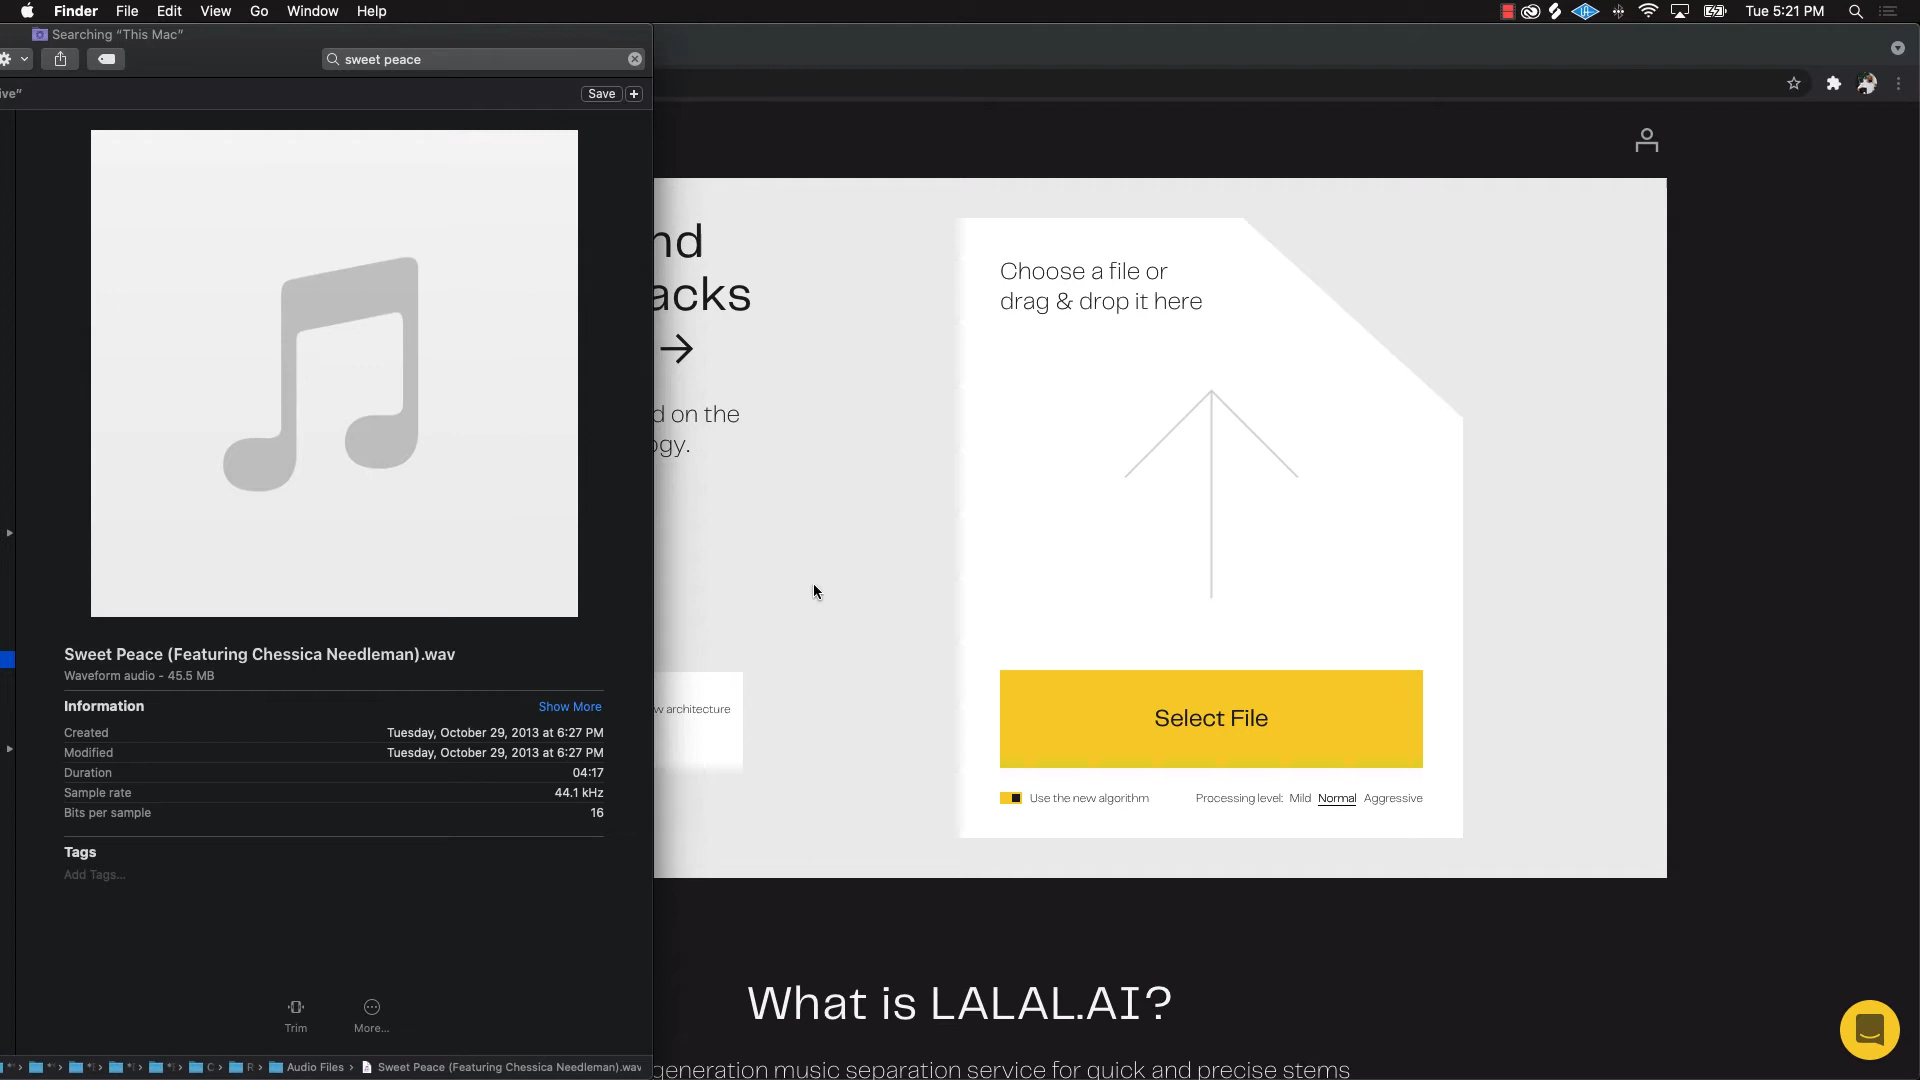 Finder File Edit View Go Window Help
Tue 5:21 PM
Searching “This Mac”
sweet peace
ive”
Save +
Sweet Peace (Featuring Chessica Needleman).wav
Waveform audio - 45.5 MB
Information Show More
Created Tuesday, October 29, 2013 at 6:27 PM
Modified Tuesday, October 29, 2013 at 6:27 PM
Duration 04:17
Sample rate 44.1 kHz
Bits per sample 16
Tags
Add Tags...
Trim More...
C R Audio Files Sweet Peace (Featuring Chessica Needleman).wav
nd
acks
→
d on the
ogy.
w architecture
Choose a file or
drag & drop it here
Select File
Use the new algorithm Processing level: Mild Normal Aggressive
What is LALAL.AI?
generation music separation service for quick and precise stems